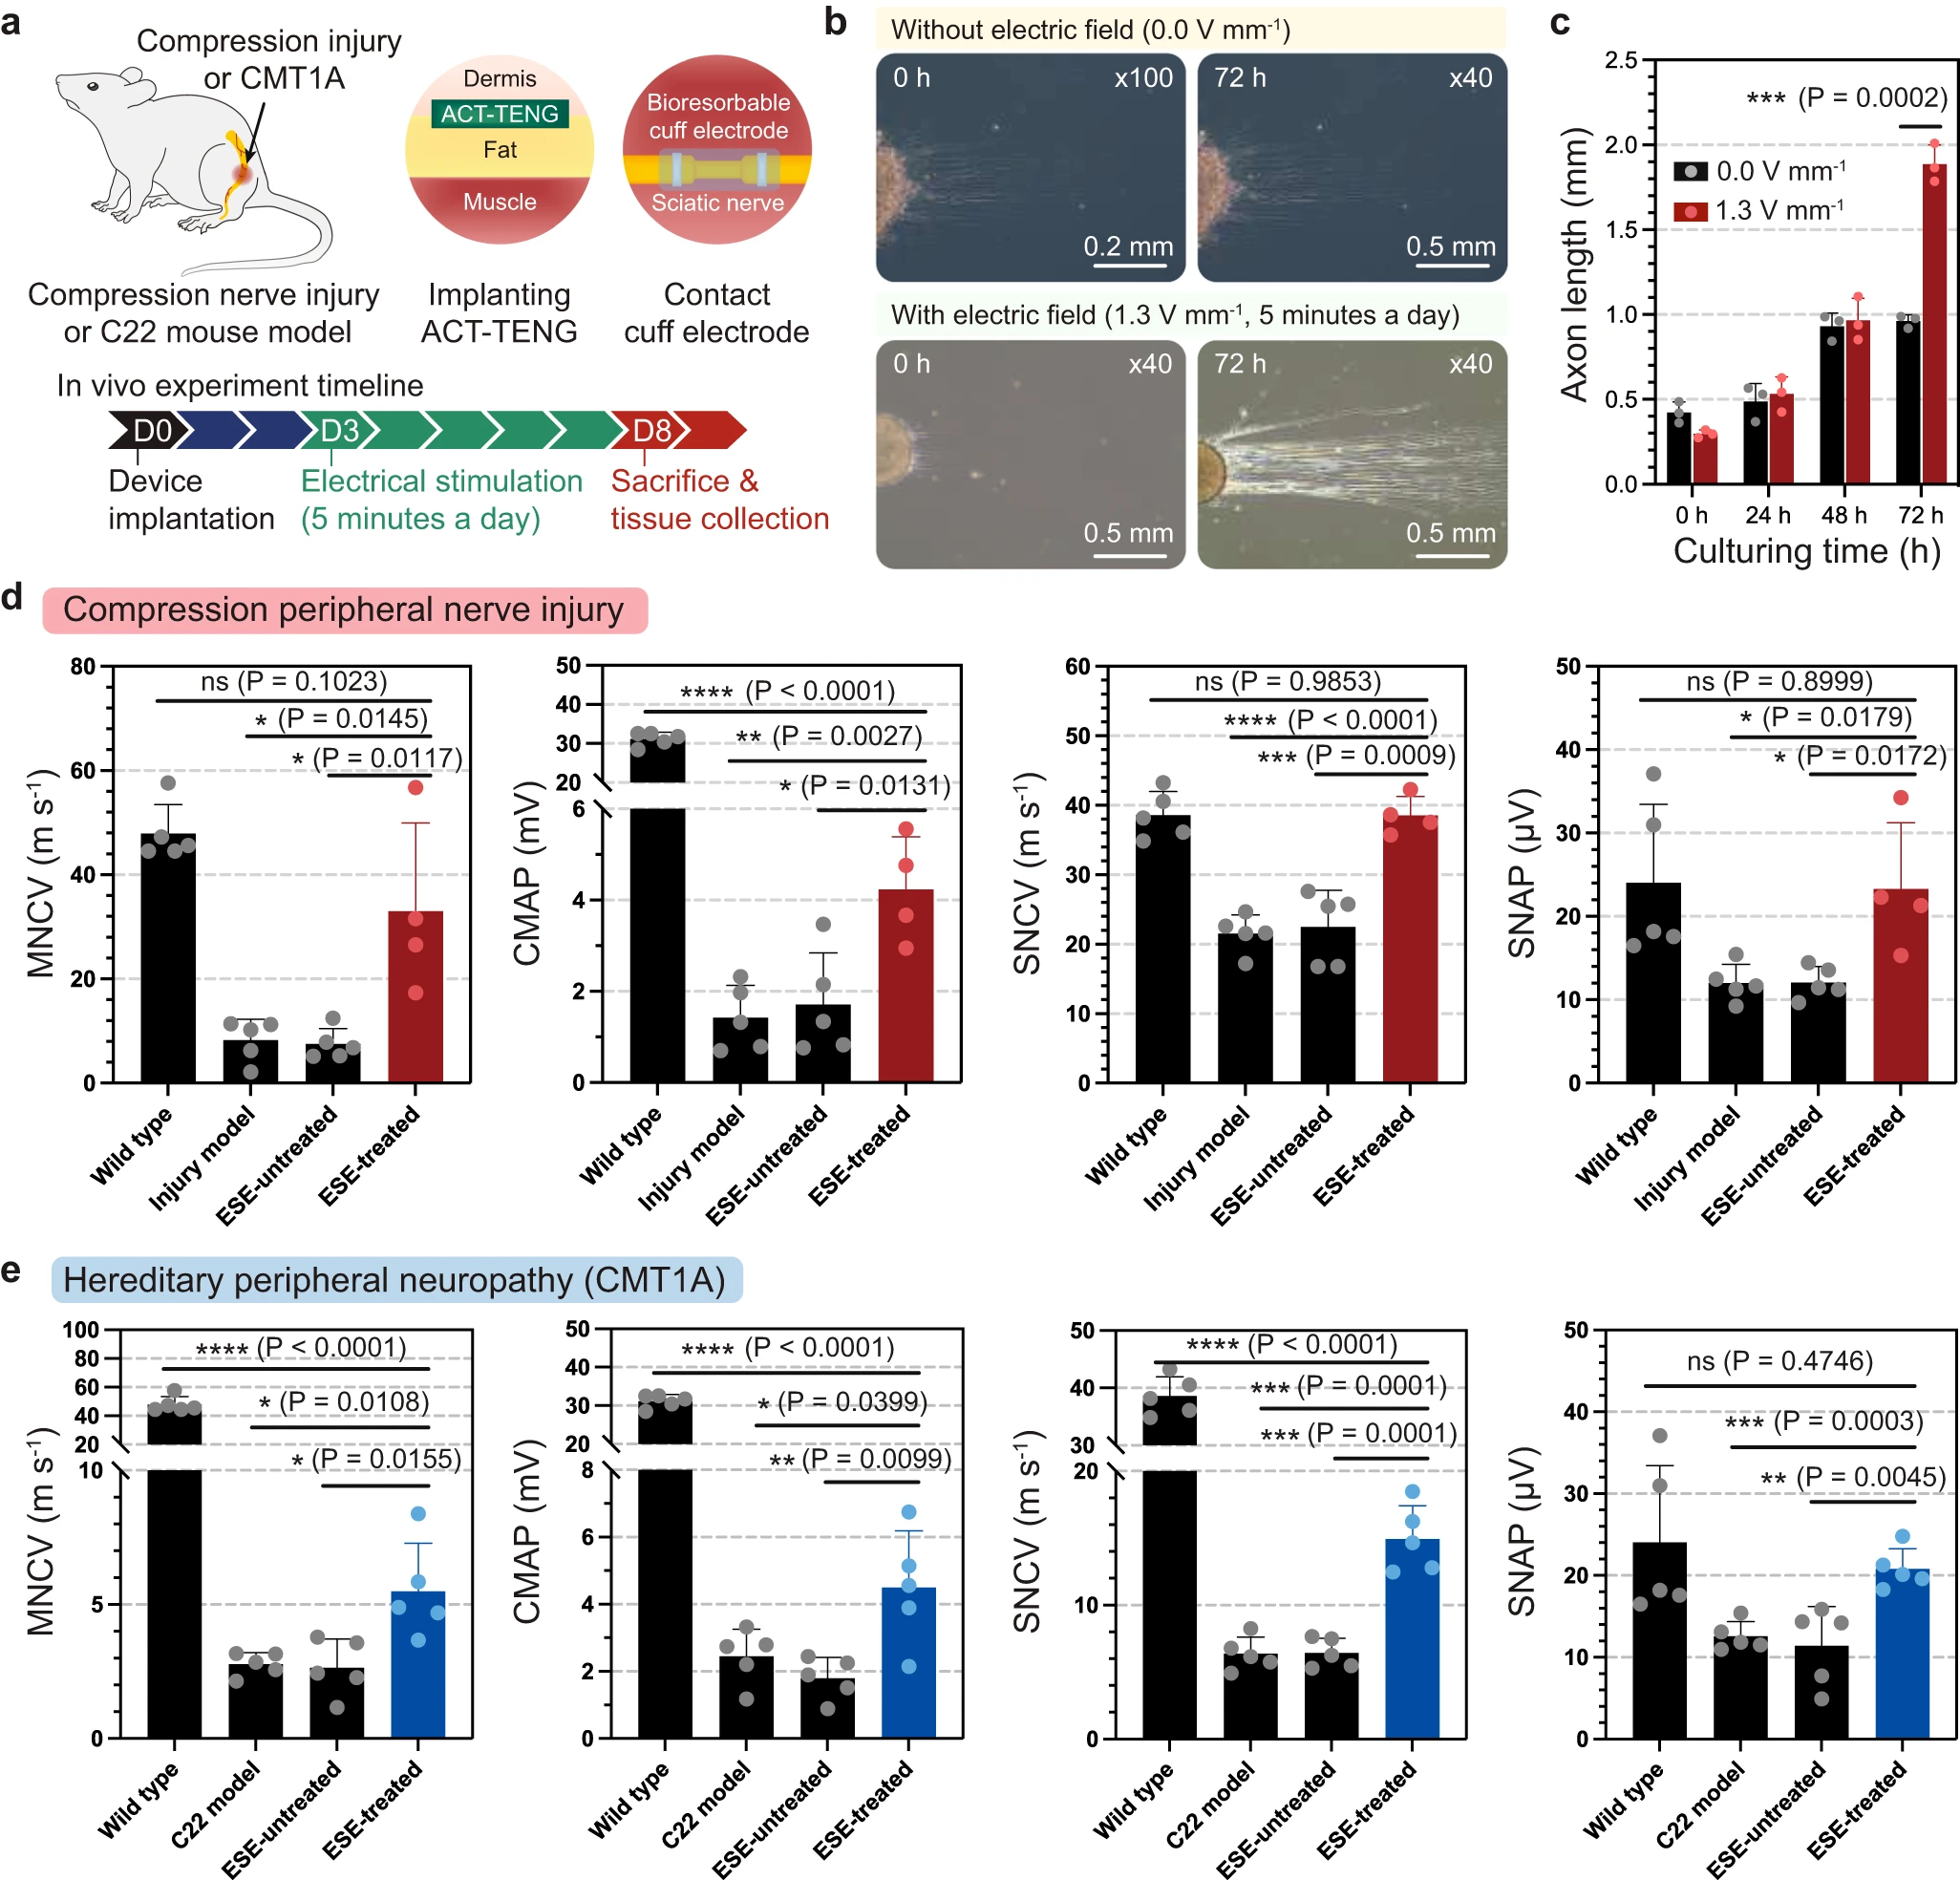 a
Compression injury
or CMT1A
Dermis
ACT-TENG
Fat
Muscle
Bioresorbable
cuff electrode
Sciatic nerve
Compression nerve injury
or C22 mouse model
Implanting
ACT-TENG
Contact
cuff electrode
In vivo experiment timeline
D0
D3
D8
Device
implantation
Electrical stimulation
(5 minutes a day)
Sacrifice &
tissue collection
b
Without electric field (0.0 V mm⁻¹)
0 h
x100
0.2 mm
72 h
x40
0.5 mm
With electric field (1.3 V mm⁻¹, 5 minutes a day)
0 h
x40
0.5 mm
72 h
x40
0.5 mm
c
Axon length (mm)
2.5
2.0
1.5
1.0
0.5
0.0
*** (P = 0.0002)
0.0 V mm⁻¹
1.3 V mm⁻¹
0 h
24 h
48 h
72 h
Culturing time (h)
d
Compression peripheral nerve injury
MNCV (m s⁻¹)
80
60
40
20
0
ns (P = 0.1023)
* (P = 0.0145)
* (P = 0.0117)
Wild type
Injury model
ESE-untreated
ESE-treated
CMAP (mV)
50
40
30
20
6
4
2
0
**** (P < 0.0001)
** (P = 0.0027)
* (P = 0.0131)
Wild type
Injury model
ESE-untreated
ESE-treated
SNCV (m s⁻¹)
60
50
40
30
20
10
0
ns (P = 0.9853)
**** (P < 0.0001)
*** (P = 0.0009)
Wild type
Injury model
ESE-untreated
ESE-treated
SNAP (µV)
50
40
30
20
10
0
ns (P = 0.8999)
* (P = 0.0179)
* (P = 0.0172)
Wild type
Injury model
ESE-untreated
ESE-treated
e
Hereditary peripheral neuropathy (CMT1A)
MNCV (m s⁻¹)
100
80
60
40
20
10
5
0
**** (P < 0.0001)
* (P = 0.0108)
* (P = 0.0155)
Wild type
C22 model
ESE-untreated
ESE-treated
CMAP (mV)
50
40
30
20
8
6
4
2
0
**** (P < 0.0001)
* (P = 0.0399)
** (P = 0.0099)
Wild type
C22 model
ESE-untreated
ESE-treated
SNCV (m s⁻¹)
50
40
30
20
10
0
**** (P < 0.0001)
*** (P = 0.0001)
*** (P = 0.0001)
Wild type
C22 model
ESE-untreated
ESE-treated
SNAP (µV)
50
40
30
20
10
0
ns (P = 0.4746)
*** (P = 0.0003)
** (P = 0.0045)
Wild type
C22 model
ESE-untreated
ESE-treated